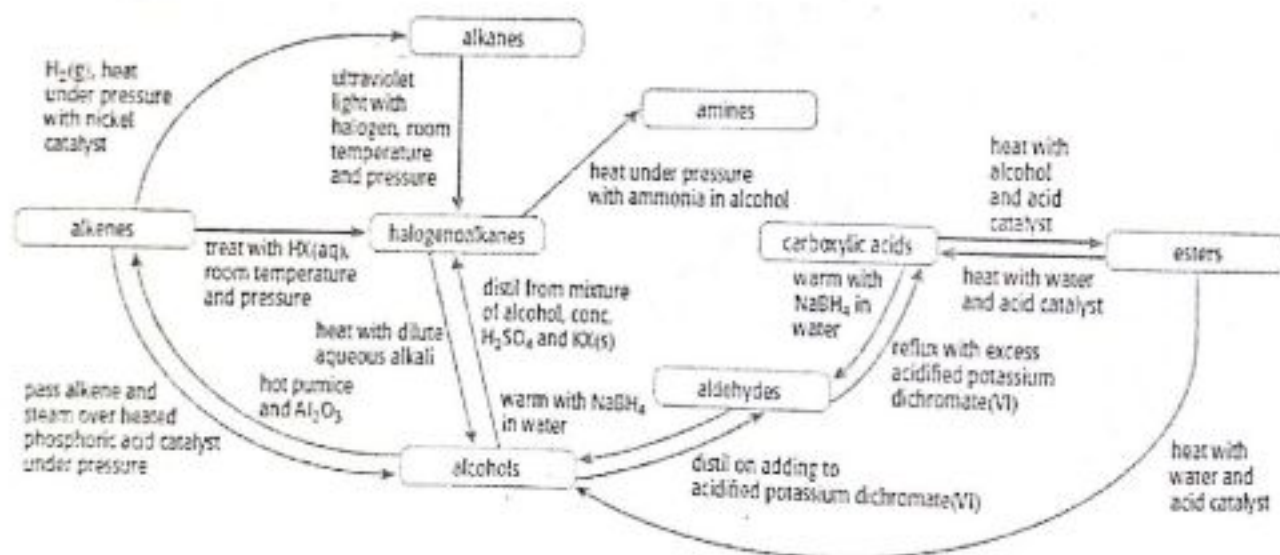 alkanes
H₂(g), heat
under pressure
with nickel
catalyst
ultraviolet
light with
halogen, room
temperature
and pressure
amines
heat under pressure
with ammonia in alcohol
heat with
alcohol
and acid
catalyst
alkenes
halogenoalkanes
carboxylic acids
esters
treat with HX(aq),
room temperature
and pressure
distil from mixture
of alcohol, conc.
H₂SO₄ and KX(s)
warm with
NaBH₄ in
water
heat with water
and acid catalyst
heat with dilute
aqueous alkali
reflux with excess
acidified potassium
dichromate(VI)
pass alkene and
steam over heated
phosphoric acid catalyst
under pressure
hot pumice
and Al₂O₃
aldehydes
warm with NaBH₄
in water
alcohols
distil on adding to
acidified potassium dichromate(VI)
heat with
water and
acid catalyst